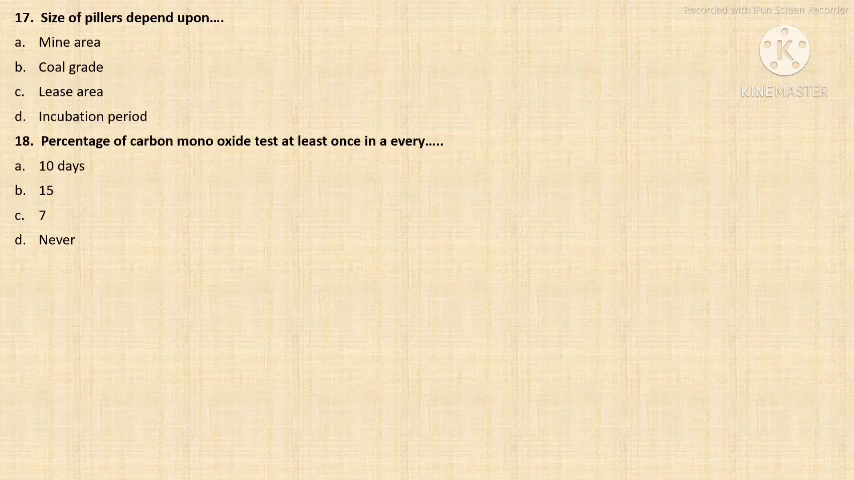 Recorded with iFun Screen Recorder
17. Size of pillers depend upon….
a. Mine area
b. Coal grade
c. Lease area
d. Incubation period
18. Percentage of carbon mono oxide test at least once in a every…..
a. 10 days
b. 15
c. 7
d. Never
K
KINEMASTER